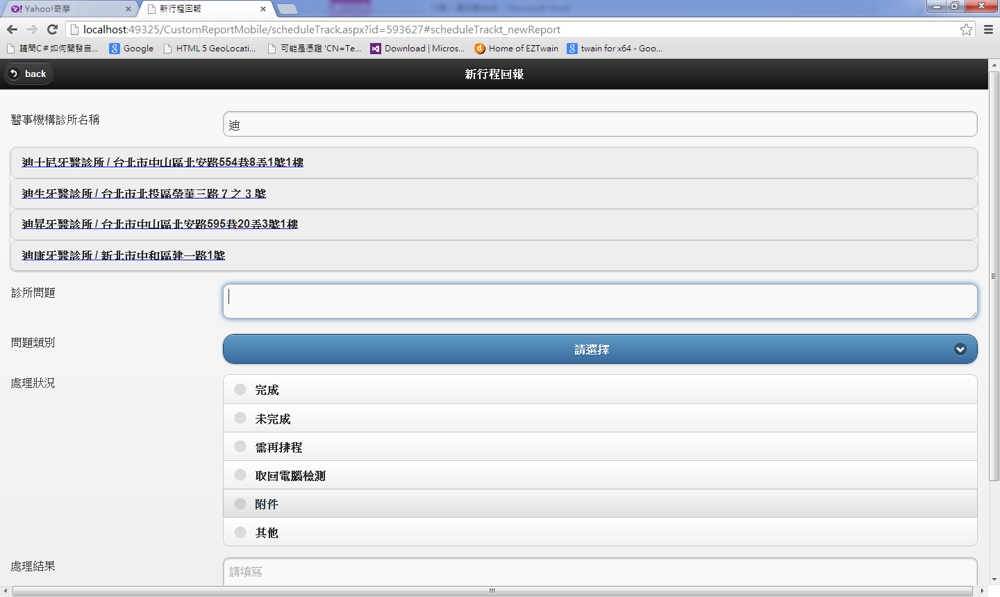 Yahoo!奇摩
新行程回報
localhost:49325/CustomReportMobile/scheduleTrack.aspx?id=593627#scheduleTrackt_newReport
請問C＃如何開發自...
Google
HTML 5 GeoLocati...
可能是憑證 'CN=Te...
Download | Micros...
Home of EZTwain
twain for x64 - Goo...
back
新行程回報
醫事機構診所名稱
迪
迪士尼牙醫診所 / 台北市中山區北安路554巷8弄1號1樓
迪生牙醫診所 / 台北市北投區榮華三路７之３號
迪昇牙醫診所 / 台北市中山區北安路595巷20弄3號1樓
迪康牙醫診所 / 新北市中和區建一路1號
診所問題
問題類別
請選擇
處理狀況
完成
未完成
需再排程
取回電腦檢測
附件
其他
處理結果
請填寫